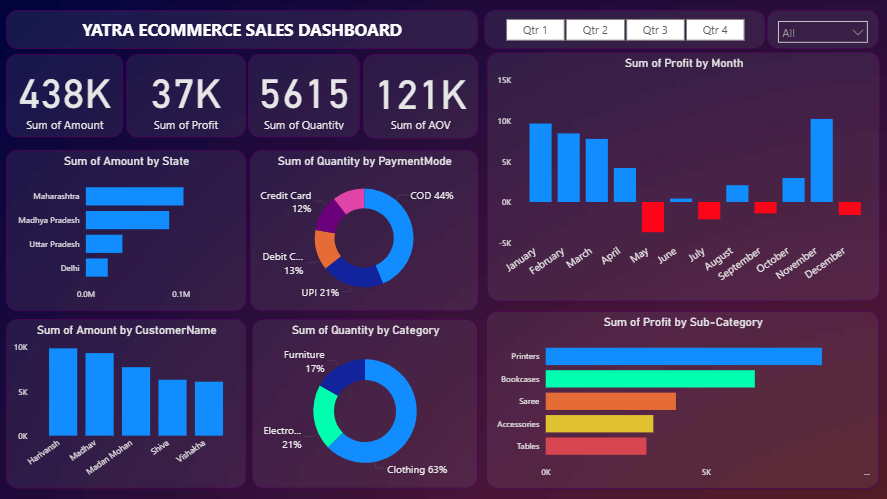 YATRA ECOMMERCE SALES DASHBOARD
Qtr 1
Qtr 2
Qtr 3
Qtr 4
All
438K
Sum of Amount
37K
Sum of Profit
5615
Sum of Quantity
121K
Sum of AOV
Sum of Profit by Month
15K
10K
5K
0K
-5K
January
February
March
April
May
June
July
August
September
October
November
December
Sum of Amount by State
Maharashtra
Madhya Pradesh
Uttar Pradesh
Delhi
0.0M
0.1M
Sum of Quantity by PaymentMode
Credit Card
12%
COD 44%
Debit C...
13%
UPI 21%
Sum of Amount by CustomerName
10K
5K
0K
Harivansh
Madhav
Madan Mohan
Shiva
Vishakha
Sum of Quantity by Category
Furniture
17%
Electro...
21%
Clothing 63%
Sum of Profit by Sub-Category
Printers
Bookcases
Saree
Accessories
Tables
0K
5K
...